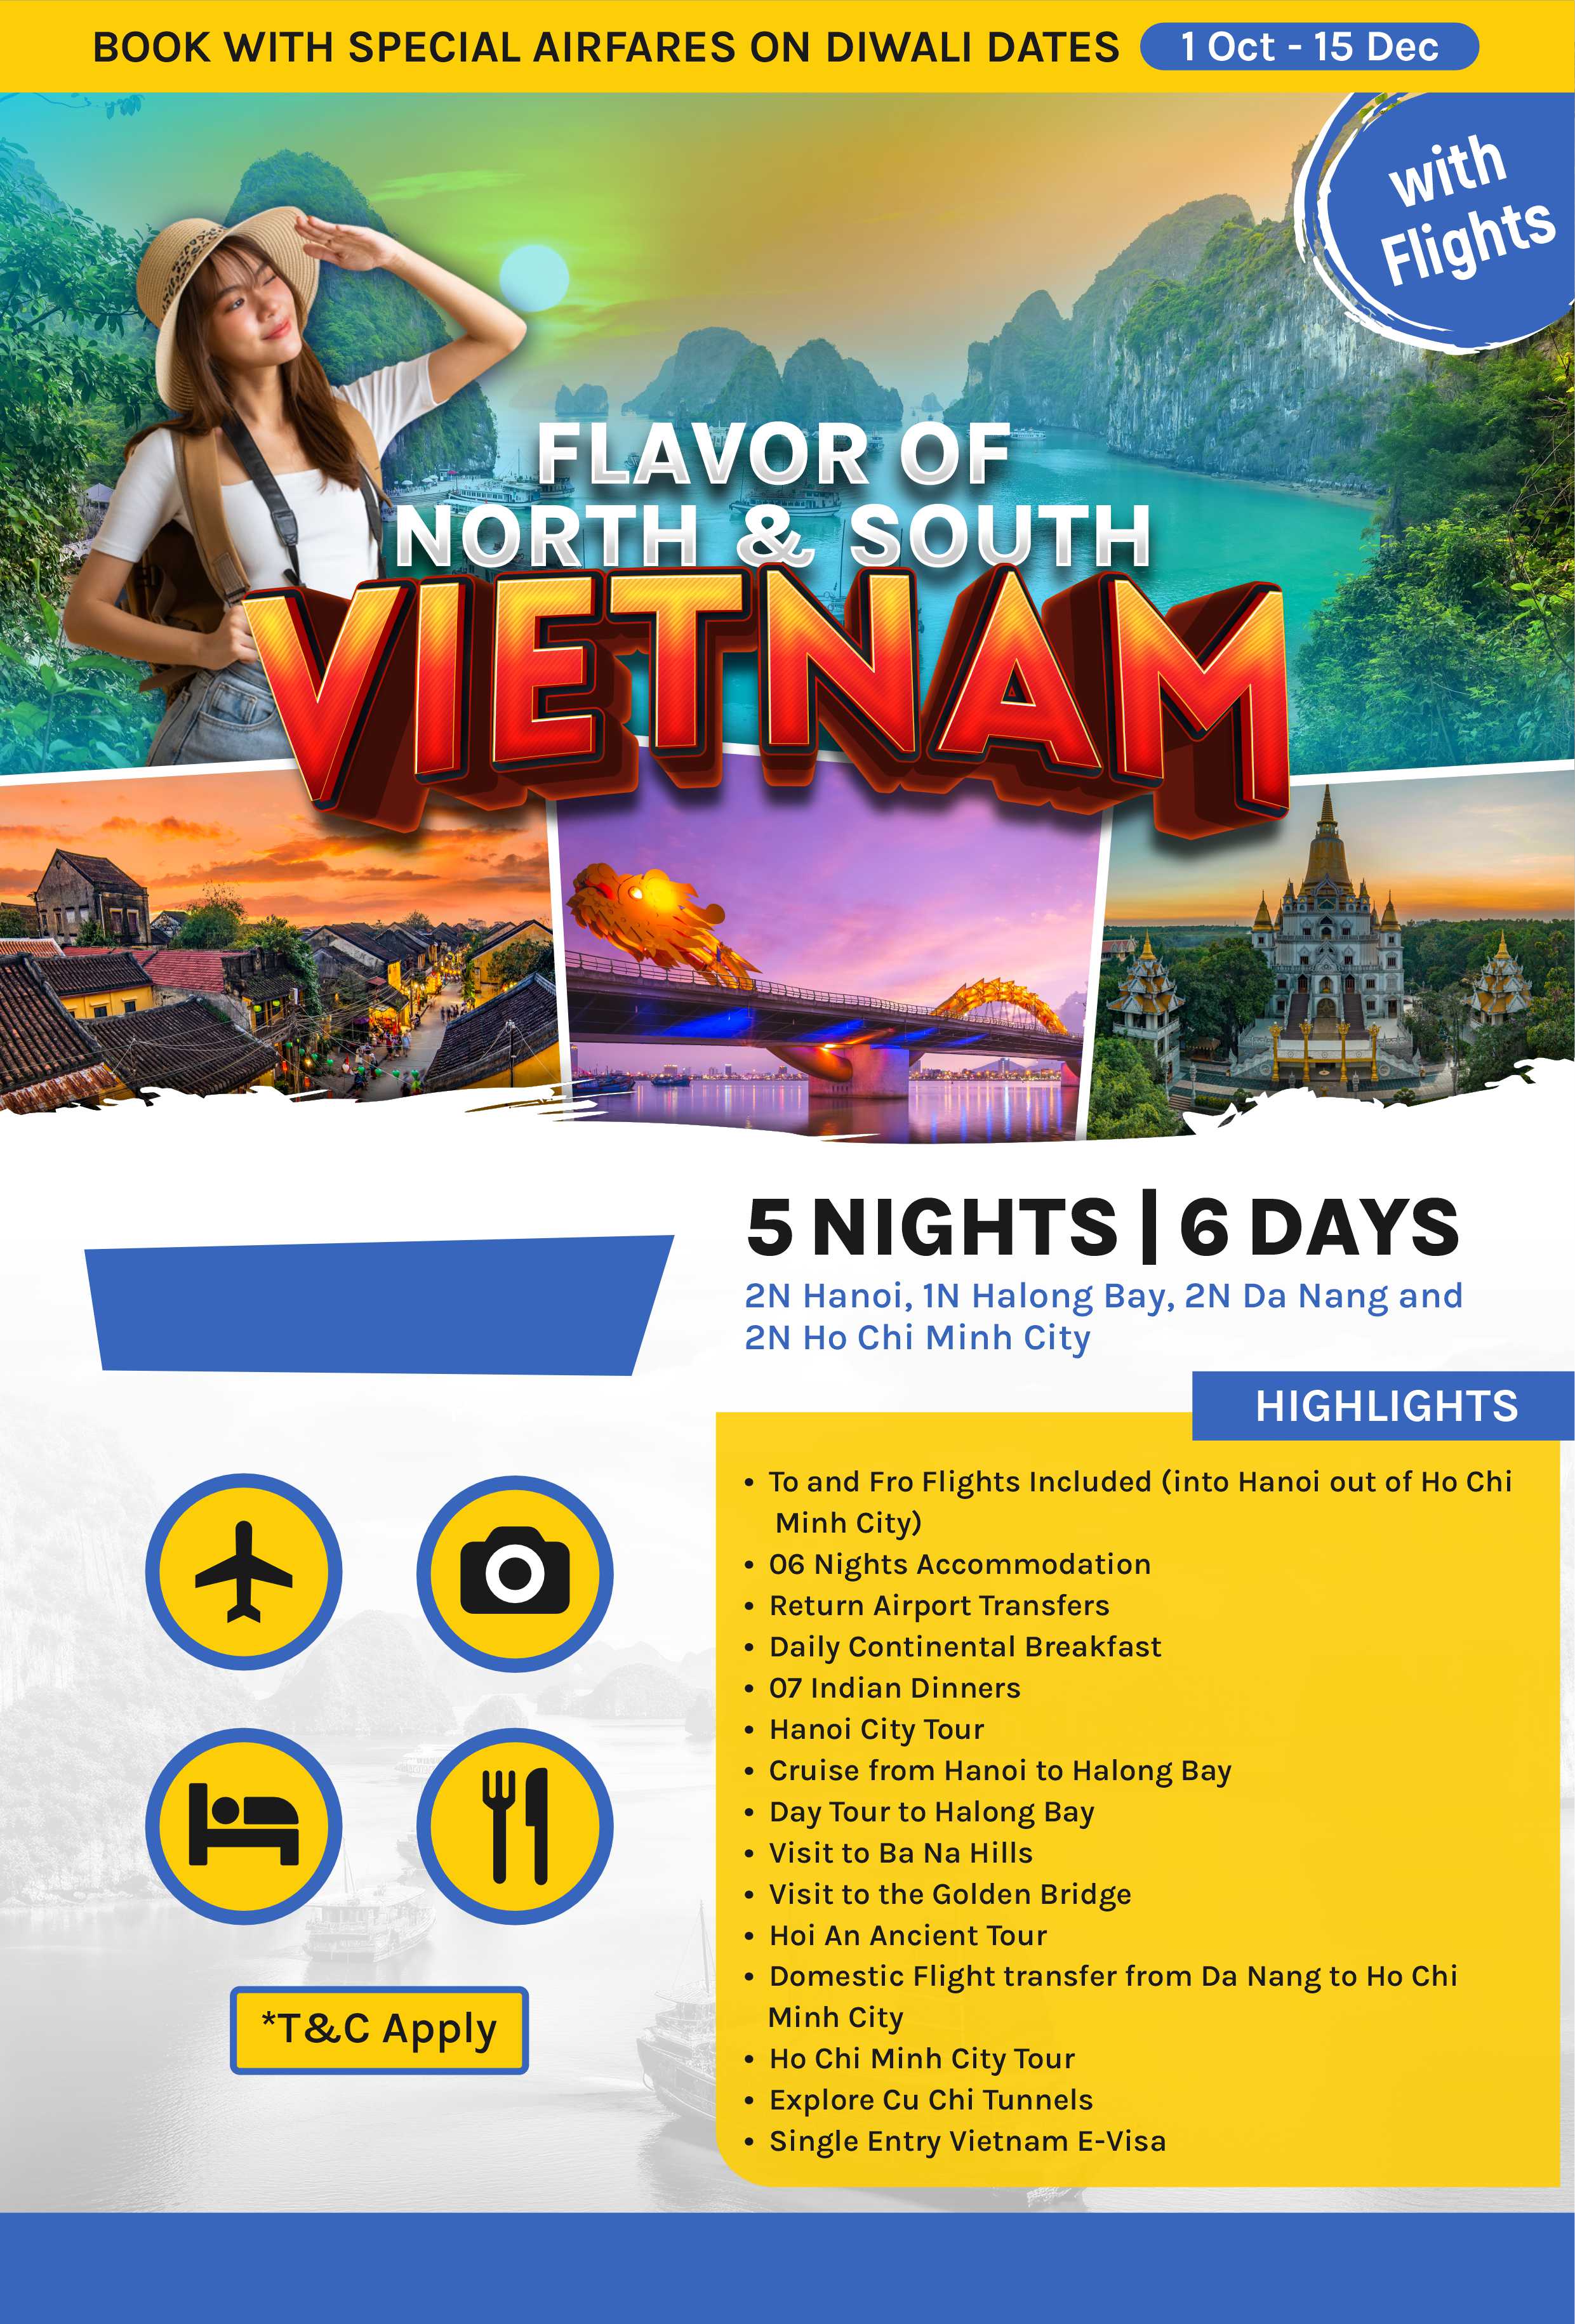 BOOK WITH SPECIAL AIRFARES ON DIWALI DATES 1 Oct - 15 Dec
with
Flights
FLAVOR OF
NORTH & SOUTH
VIETNAM
5 NIGHTS | 6 DAYS
2N Hanoi, 1N Halong Bay, 2N Da Nang and
2N Ho Chi Minh City
HIGHLIGHTS
• To and Fro Flights Included (into Hanoi out of Ho Chi
Minh City)
• 06 Nights Accommodation
• Return Airport Transfers
• Daily Continental Breakfast
• 07 Indian Dinners
• Hanoi City Tour
• Cruise from Hanoi to Halong Bay
• Day Tour to Halong Bay
• Visit to Ba Na Hills
• Visit to the Golden Bridge
• Hoi An Ancient Tour
• Domestic Flight transfer from Da Nang to Ho Chi
Minh City
• Ho Chi Minh City Tour
• Explore Cu Chi Tunnels
• Single Entry Vietnam E-Visa
*T&C Apply